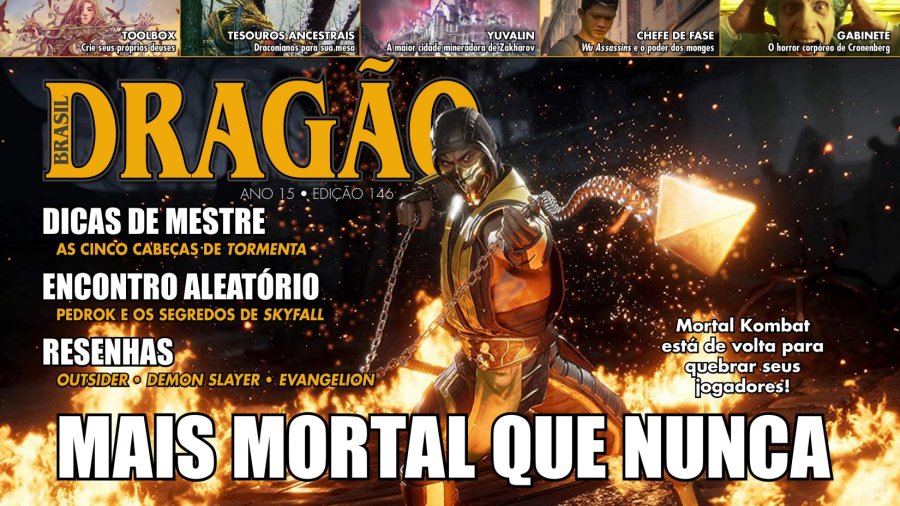 TOOLBOX
Crie seus próprios deuses
TESOUROS ANCESTRAIS
Draconianos para sua mesa
YUVALIN
A maior cidade mineradora de Zakharov
CHEFE DE FASE
Wu Assassins e o poder dos monges
GABINETE
O horror corpóreo de Cronenberg
BRASIL
DRAGÃO
ANO 15 • EDIÇÃO 146
DICAS DE MESTRE
AS CINCO CABEÇAS DE TORMENTA
ENCONTRO ALEATÓRIO
PEDROK E OS SEGREDOS DE SKYFALL
RESENHAS
OUTSIDER • DEMON SLAYER • EVANGELION
Mortal Kombat
está de volta para
quebrar seus
jogadores!
MAIS MORTAL QUE NUNCA